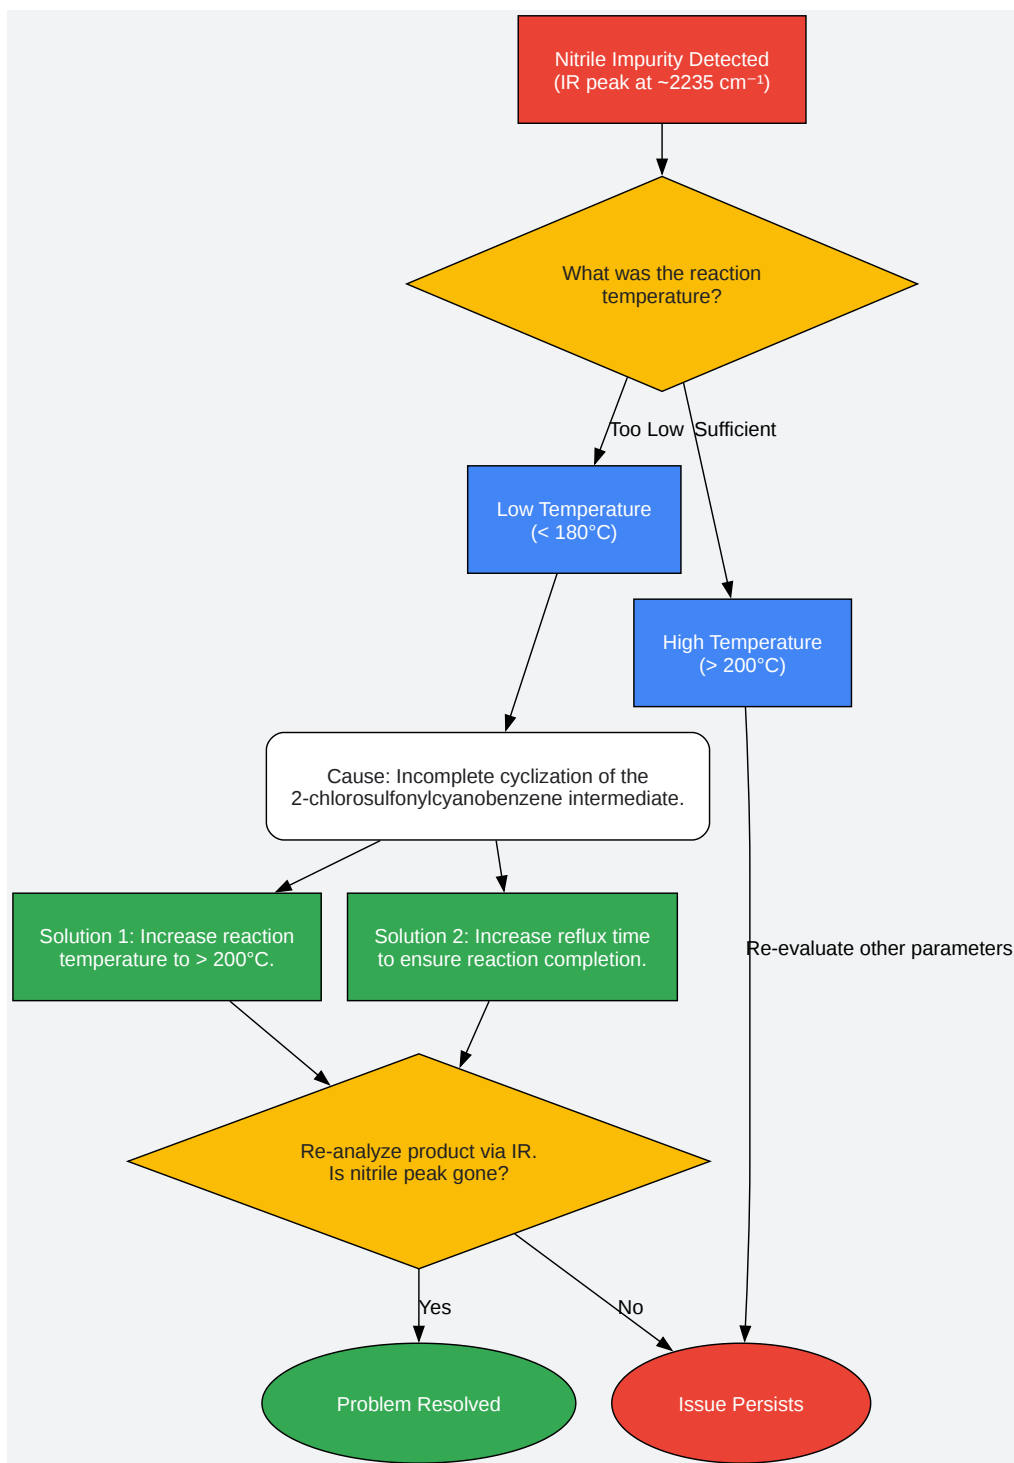 Nitrile Impurity Detected
(IR peak at ~2235 cm⁻¹)
What was the reaction
temperature?
Too Low
Sufficient
Low Temperature
(< 180°C)
High Temperature
(> 200°C)
Cause: Incomplete cyclization of the
2-chlorosulfonylcyanobenzene intermediate.
Solution 1: Increase reaction
temperature to > 200°C.
Solution 2: Increase reflux time
to ensure reaction completion.
Re-evaluate other parameters
Re-analyze product via IR.
Is nitrile peak gone?
Yes
No
Problem Resolved
Issue Persists